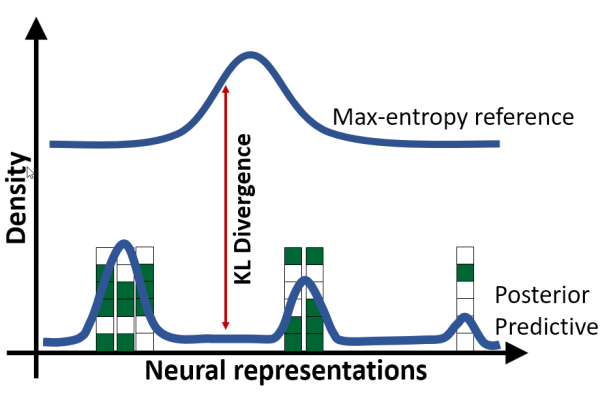 Max-entropy reference
Density
KL Divergence
Posterior
Predictive
Neural representations